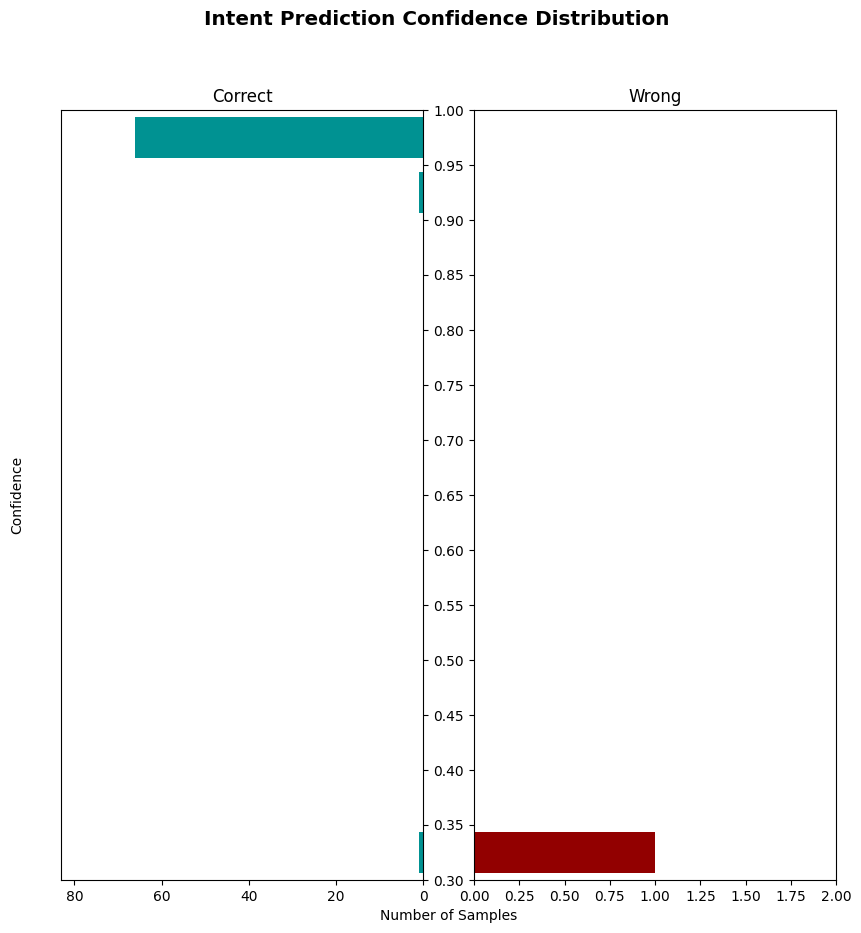 Intent Prediction Confidence Distribution
Correct
Wrong
1.00
0.95
0.90
0.85
0.80
0.75
0.70
0.65
0.60
0.55
0.50
0.45
0.40
0.35
0.30
Confidence
80 60 40 20 0
0.00 0.25 0.50 0.75 1.00 1.25 1.50 1.75 2.00
Number of Samples